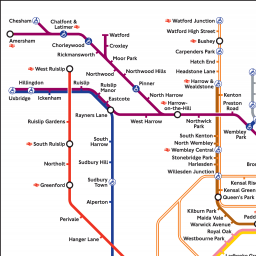 Chesham
Chalfont &
Latimer
Watford Junction
Watford High Street
Amersham
Watford
Bushey
Chorleywood
Croxley
Carpenders Park
Rickmansworth
Moor Park
Hatch End
West Ruislip
Northwood
Northwood Hills
Headstone Lane
Hillingdon
Ruislip
Ruislip
Manor
Pinner
Harrow &
Wealdstone
Uxbridge
Ickenham
Eastcote
North Harrow
Kenton
Harrow-
on-the-Hill
Preston
Road
Ruislip Gardens
Rayners Lane
West Harrow
Northwick
Park
Wembley
Park
South Ruislip
South
Harrow
South Kenton
North Wembley
Wembley Central
Northolt
Sudbury Hill
Stonebridge Park
Harlesden
Sudbury
Town
Willesden Junction
Greenford
Kensal Rise
Alperton
Kensal Gree
Queen's Park
Perivale
Kilburn Park
Maida Vale
Warwick Avenue
Hanger Lane
Royal Oak
Westbourne Park